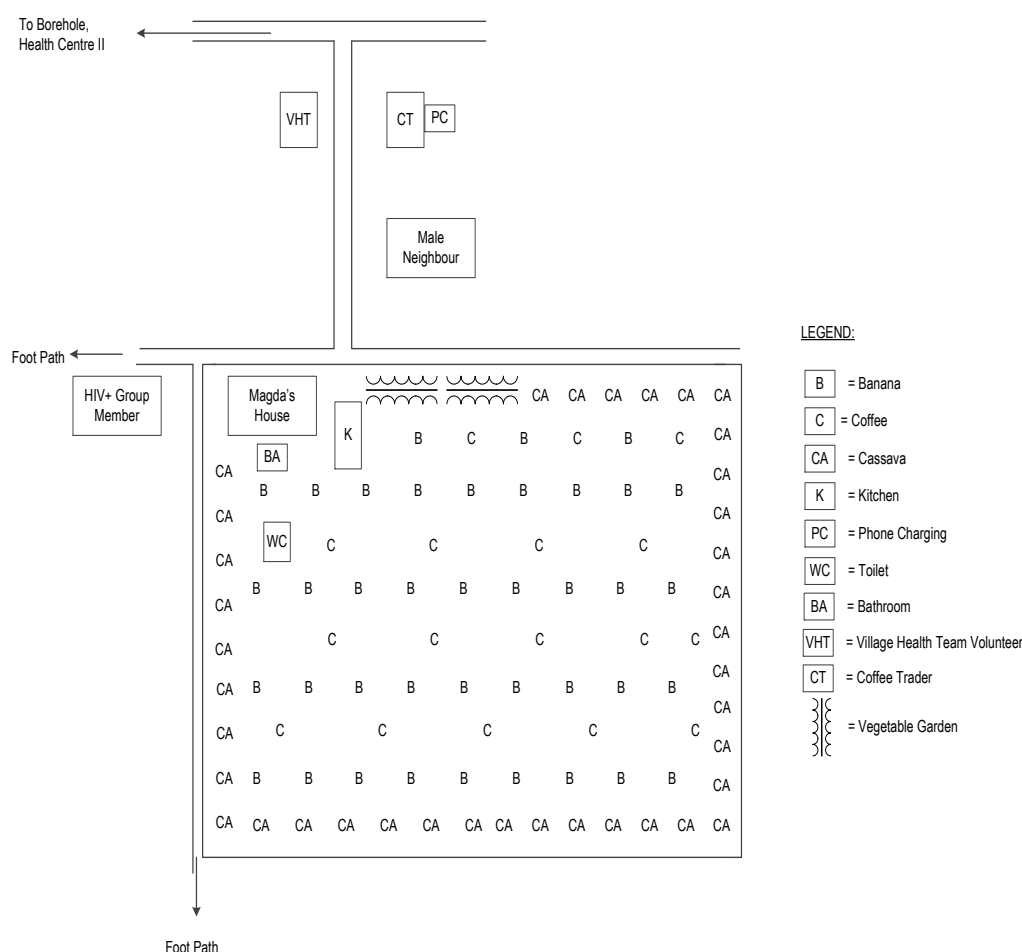 To Borehole,
Health Centre II
VHT CT PC
Male
Neighbour
Foot Path
HIV+ Group
Member
Magda's
House
CA CA CA CA CA CA
K B C B C B C CA
BA
CA CA
B B B B B B B B B
CA CA
WC C C C C CA
CA
B B B B B B B B B CA
CA
C C C C C CA
CA CA
CA B B B B B B B B B CA
CA C C C C C CA
CA B B B B B B B B B CA
CA CA CA CA CA CA CA CA CA CA CA CA CA CA
Foot Path
LEGEND:
B = Banana
C = Coffee
CA = Cassava
K = Kitchen
PC = Phone Charging
WC = Toilet
BA = Bathroom
VHT = Village Health Team Volunteer
CT = Coffee Trader
= Vegetable Garden